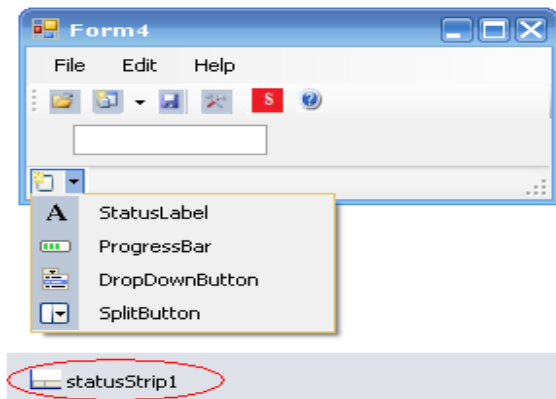 Form4
File Edit Help
S
A StatusLabel
ProgressBar
DropDownButton
SplitButton
statusStrip1